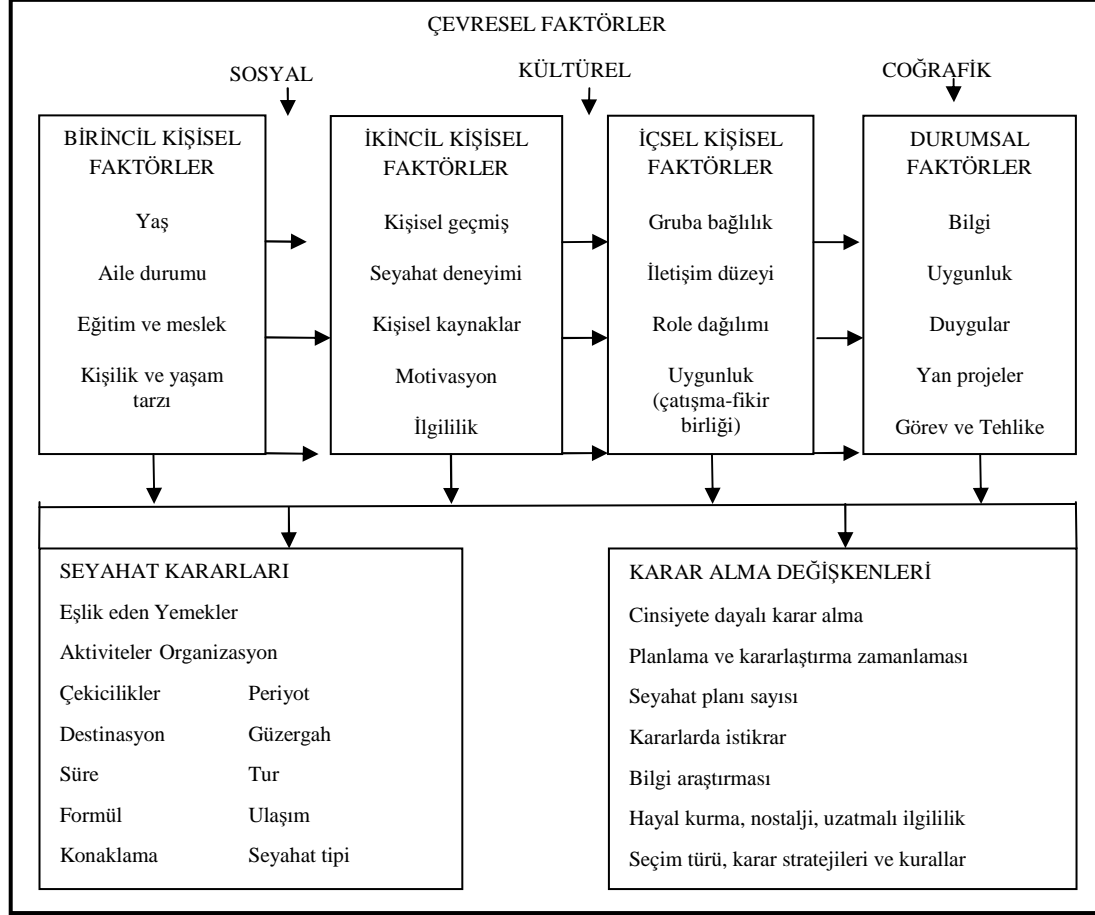 ÇEVRESEL FAKTÖRLER
SOSYAL
KÜLTÜREL
COĞRAFİK
BİRİNCİL KİŞİSEL
FAKTÖRLER
Yaş
Aile durumu
Eğitim ve meslek
Kişilik ve yaşam
tarzı
İKİNCİL KİŞİSEL
FAKTÖRLER
Kişisel geçmiş
Seyahat deneyimi
Kişisel kaynaklar
Motivasyon
İlgililik
İÇSEL KİŞİSEL
FAKTÖRLER
Gruba bağlılık
İletişim düzeyi
Role dağılımı
Uygunluk
(çatışma-fikir
birliği)
DURUMSAL
FAKTÖRLER
Bilgi
Uygunluk
Duygular
Yan projeler
Görev ve Tehlike
SEYAHAT KARARLARI
Eşlik eden Yemekler
Aktiviteler Organizasyon
Çekicilikler Periyot
Destinasyon Güzergah
Süre Tur
Formül Ulaşım
Konaklama Seyahat tipi
KARAR ALMA DEĞİŞKENLERİ
Cinsiyete dayalı karar alma
Planlama ve kararlaştırma zamanlaması
Seyahat planı sayısı
Kararlarda istikrar
Bilgi araştırması
Hayal kurma, nostalji, uzatmalı ilgililik
Seçim türü, karar stratejileri ve kurallar